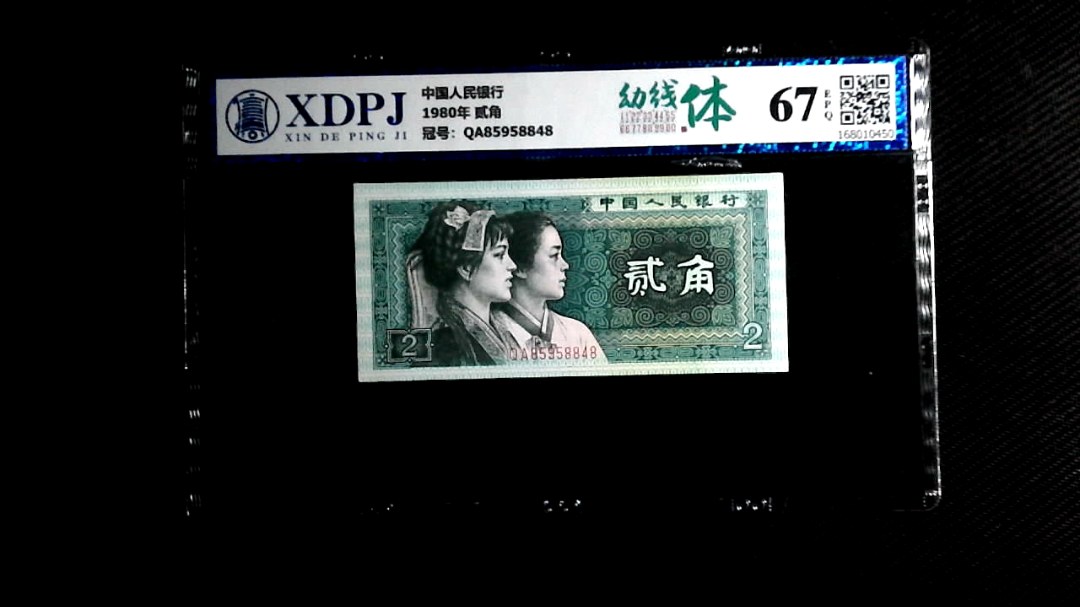 XDPJ
XIN DE PING JI
中国人民银行
1980年 贰角
冠号：QA85958848
幼线体
67
EPQ
168010450
中国人民银行
贰角
2
2
QA85958848